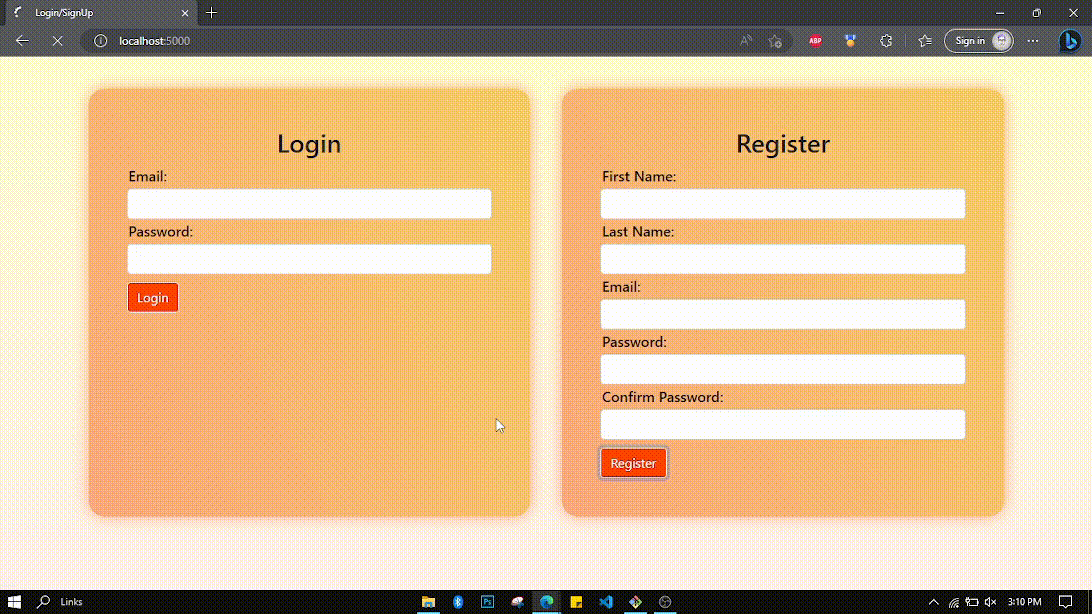 Login/SignUp
localhost:5000
ABP
Sign in
Login
Email:
Password:
Login
Register
First Name:
Last Name:
Email:
Password:
Confirm Password:
Register
Links
3:10 PM